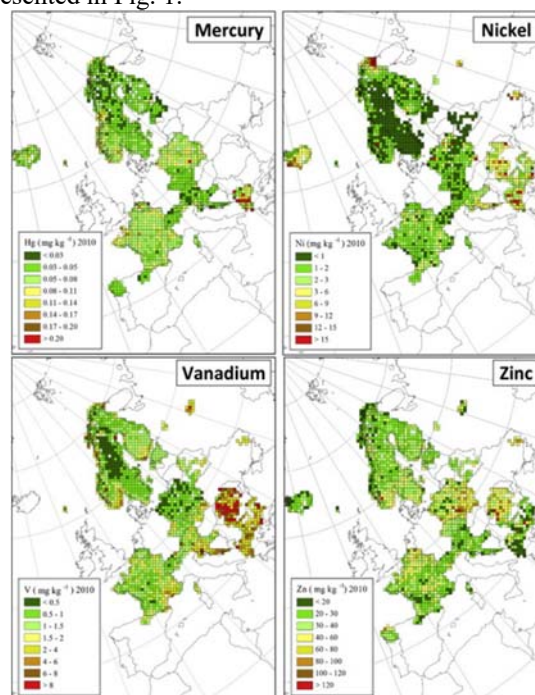 resented in Fig. 1.
Mercury
Hg (mg kg⁻¹) 2010
< 0.03
0.03 - 0.05
0.05 - 0.08
0.08 - 0.11
0.11 - 0.14
0.14 - 0.17
0.17 - 0.20
> 0.20
Nickel
Ni (mg kg⁻¹) 2010
< 1
1 - 2
2 - 3
3 - 6
6 - 9
9 - 12
12 - 15
> 15
Vanadium
V (mg kg⁻¹) 2010
< 0.5
0.5 - 1
1 - 1.5
1.5 - 2
2 - 4
4 - 6
6 - 8
> 8
Zinc
Zn (mg kg⁻¹) 2010
< 20
20 - 30
30 - 40
40 - 60
60 - 80
80 - 100
100 - 120
> 120